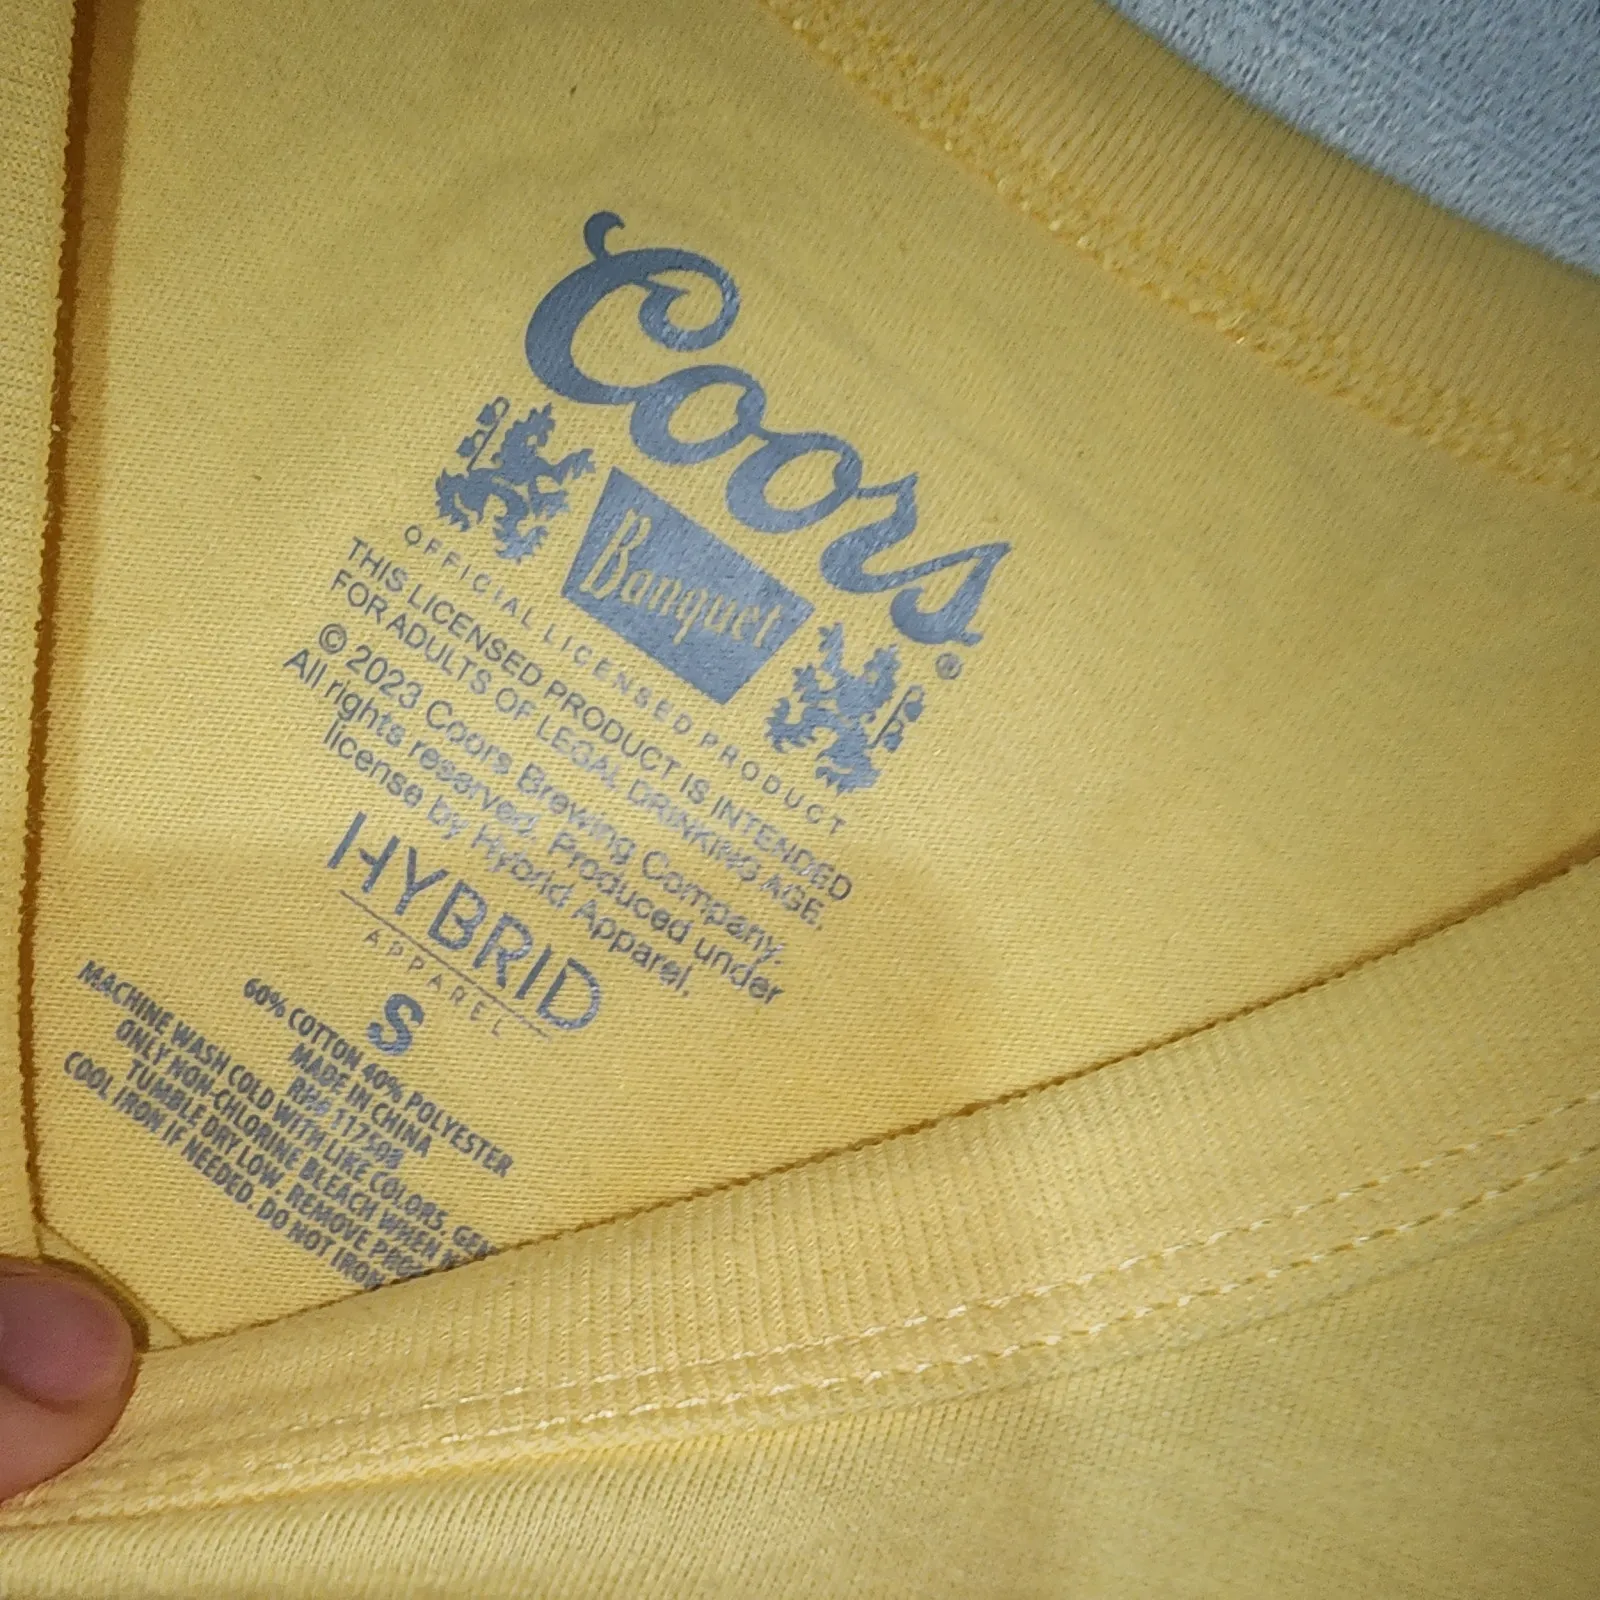 Coors
Banquet ®
OFFICIAL LICENSED PRODUCT
THIS LICENSED PRODUCT IS INTENDED
FOR ADULTS OF LEGAL DRINKING AGE.
© 2023 Coors Brewing Company.
All rights reserved. Produced under
license by Hybrid Apparel.
HYBRID
APPAREL
S
60% COTTON 40% POLYESTER
MADE IN CHINA
RN# 117508
MACHINE WASH COLD WITH LIKE COLORS.
ONLY NON-CHLORINE BLEACH WHEN
TUMBLE DRY LOW. REMOVE
COOL IRON IF NEEDED. DO NOT IRON